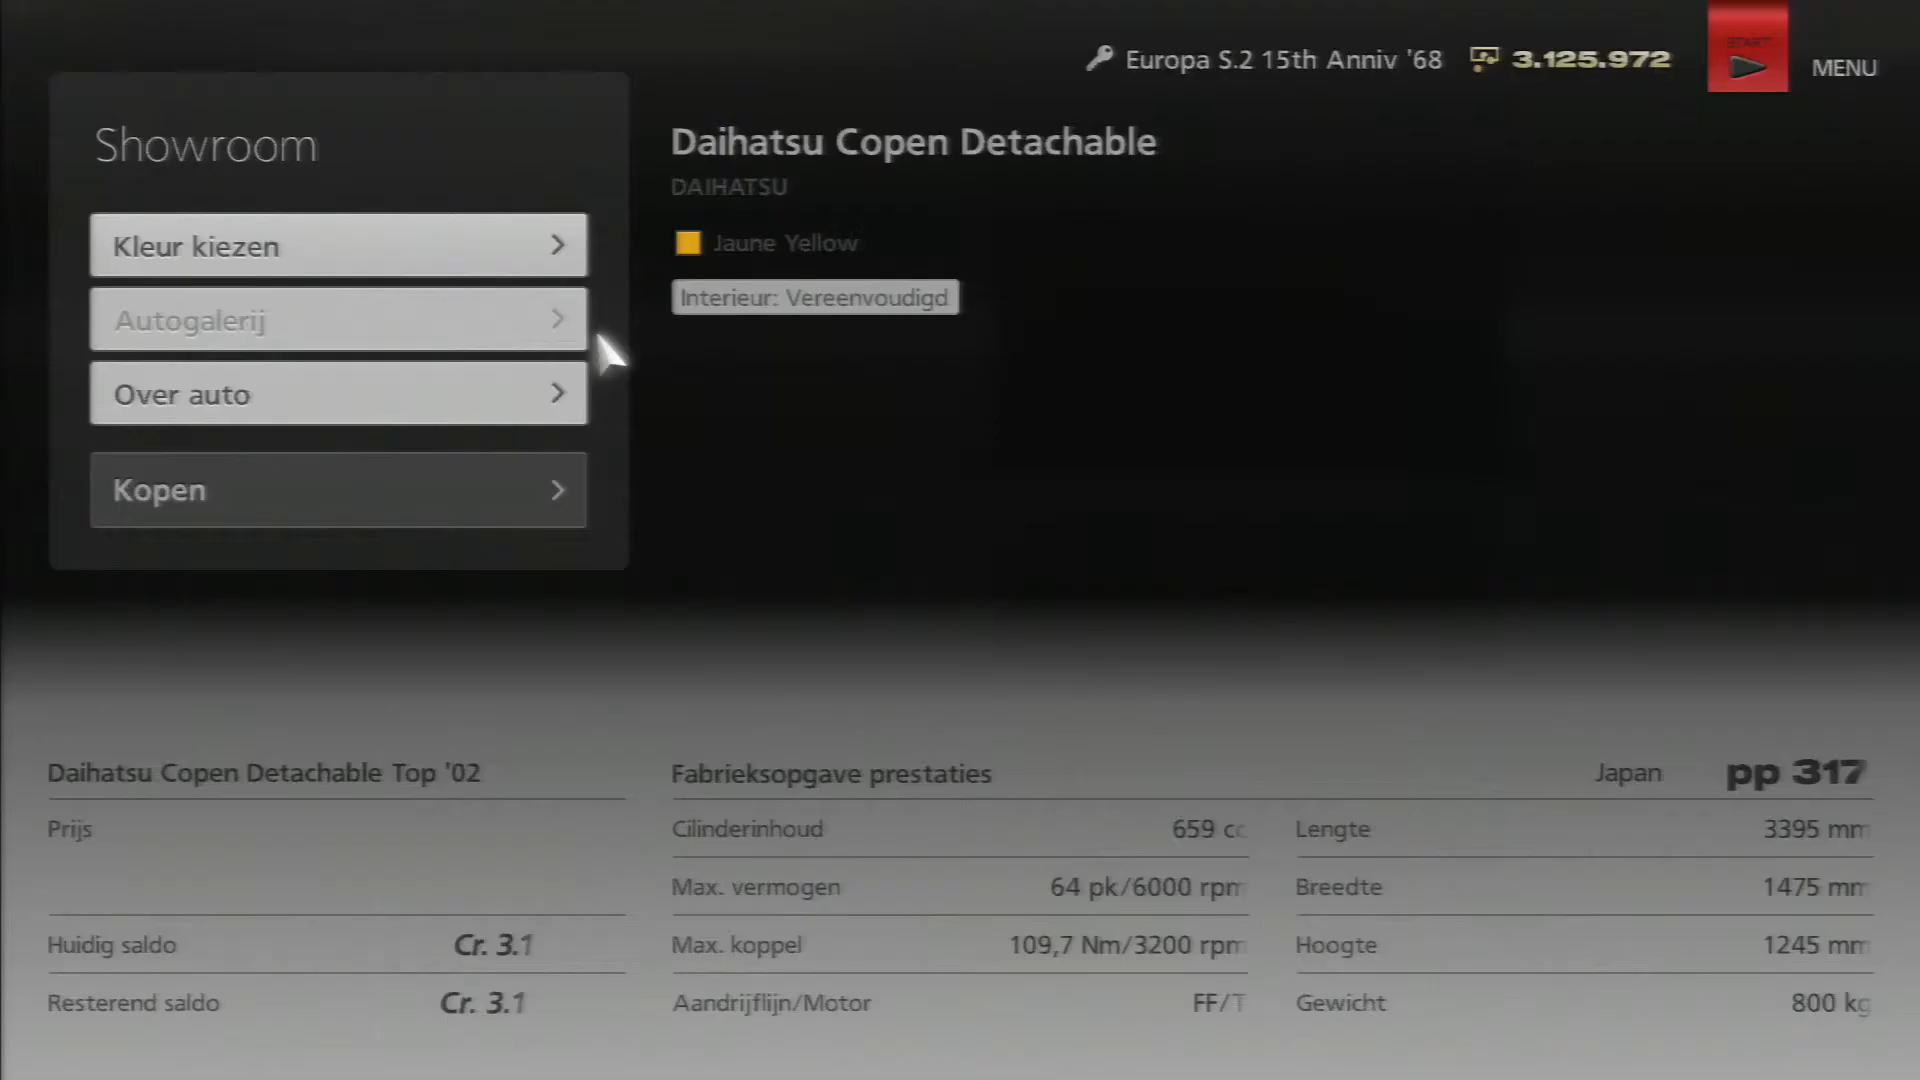 Europa S.2 15th Anniv '68
3.125.972
START
MENU
Showroom
Kleur kiezen
Autogalerij
Over auto
Kopen
Daihatsu Copen Detachable
DAIHATSU
Jaune Yellow
Interieur: Vereenvoudigd
Daihatsu Copen Detachable Top '02
Prijs
Huidig saldo Cr. 3.1
Resterend saldo Cr. 3.1
Fabrieksopgave prestaties Japan pp 317
Cilinderinhoud 659 cc
Max. vermogen 64 pk/6000 rpm
Max. koppel 109,7 Nm/3200 rpm
Aandrijflijn/Motor FF/T
Lengte 3395 mm
Breedte 1475 mm
Hoogte 1245 mm
Gewicht 800 kg